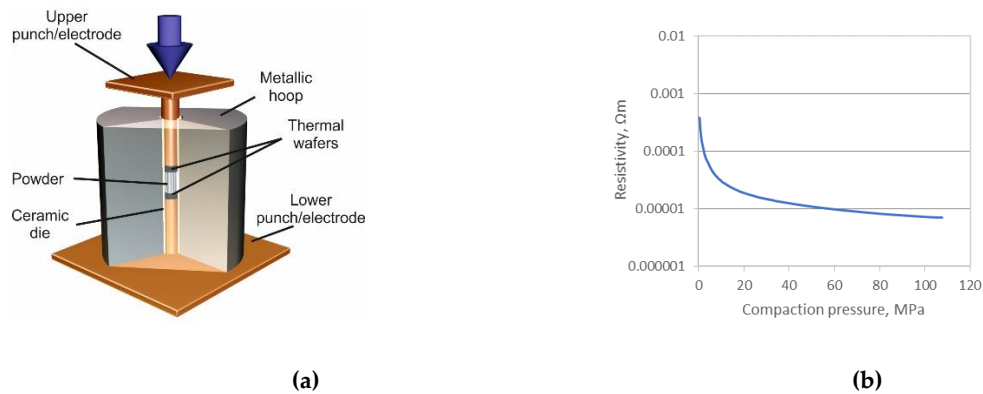 Upper
punch/electrode
Metallic
hoop
Thermal
wafers
Powder
Ceramic
die
Lower
punch/electrode
(a)
0.01
0.001
0.0001
0.00001
0.000001
Resistivity, Ωm
0 20 40 60 80 100 120
Compaction pressure, MPa
(b)